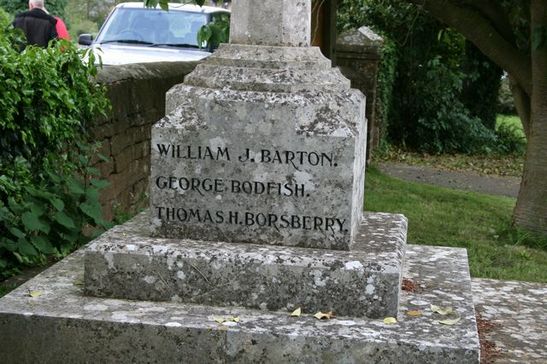 WILLIAM J. BARTON.
GEORGE BODFISH.
THOMAS H. BORSBERRY.